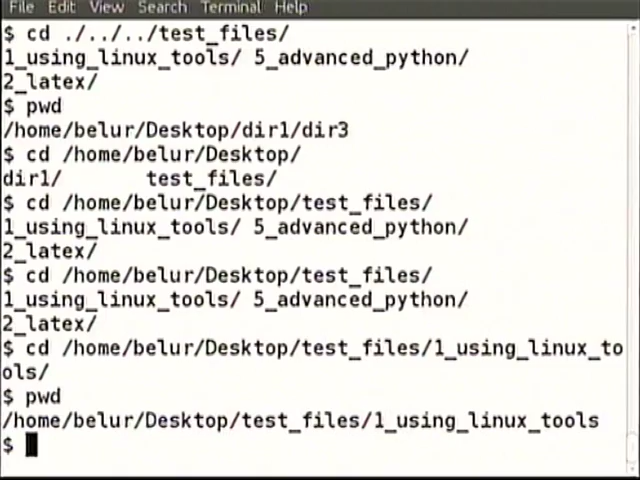 File Edit View Search Terminal Help
$ cd ./../../test_files/
1_using_linux_tools/ 5_advanced_python/
2_latex/
$ pwd
/home/belur/Desktop/dir1/dir3
$ cd /home/belur/Desktop/
dir1/ test_files/
$ cd /home/belur/Desktop/test_files/
1_using_linux_tools/ 5_advanced_python/
2_latex/
$ cd /home/belur/Desktop/test_files/
1_using_linux_tools/ 5_advanced_python/
2_latex/
$ cd /home/belur/Desktop/test_files/1_using_linux_to
ols/
$ pwd
/home/belur/Desktop/test_files/1_using_linux_tools
$